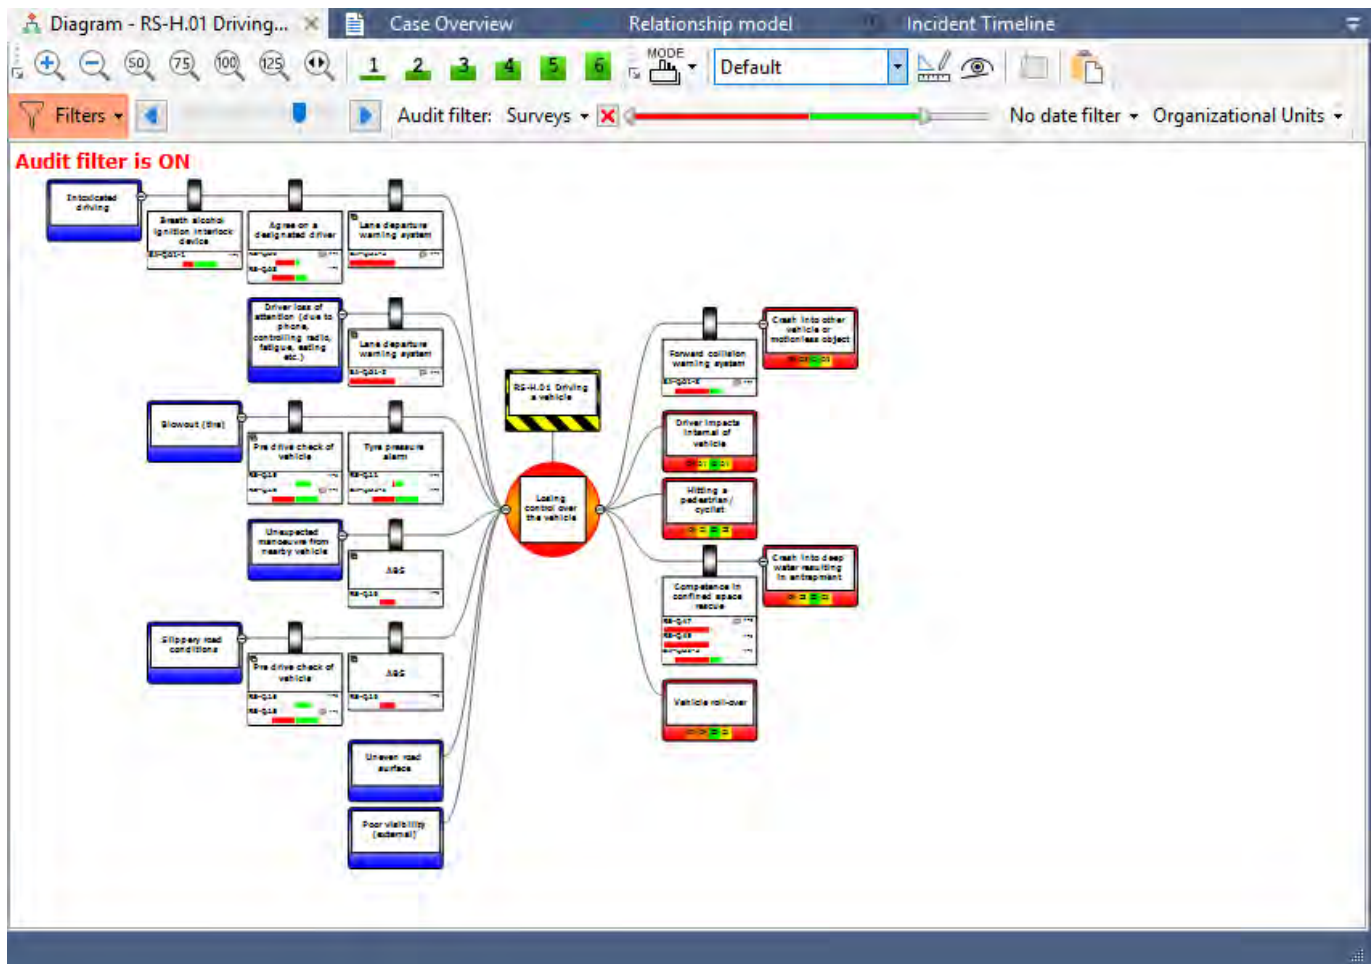 Diagram - RS-H.01 Driving...
Case Overview
Relationship model
Incident Timeline
50
75
100
125
1
2
3
4
5
6
MODE
Default
Filters
Audit filter: Surveys
No date filter
Organizational Units
Audit filter is ON
Intoxicated
driving
Breath alcohol
ignition interlock
device
Agree on a
designated driver
Lane departure
warning system
Driver loss of
attention (due to
phone,
controlling radio,
fatigue, eating
etc.)
Lane departure
warning system
Blowout (tire)
Pre drive check of
vehicle
Tyre pressure
alarm
Unexpected
manoeuvre from
nearby vehicle
ABS
Slippery road
conditions
Pre drive check of
vehicle
ABS
Uneven road
surface
Poor visibility
(external)
RS-H.01 Driving
a vehicle
Losing
control over
the vehicle
Forward collision
warning system
Crash into other
vehicle or
motionless object
Driver impacts
internal of
vehicle
Hitting a
pedestrian/
cyclist
Competence in
confined space
rescue
Crash into deep
water resulting
in entrapment
Vehicle roll-over